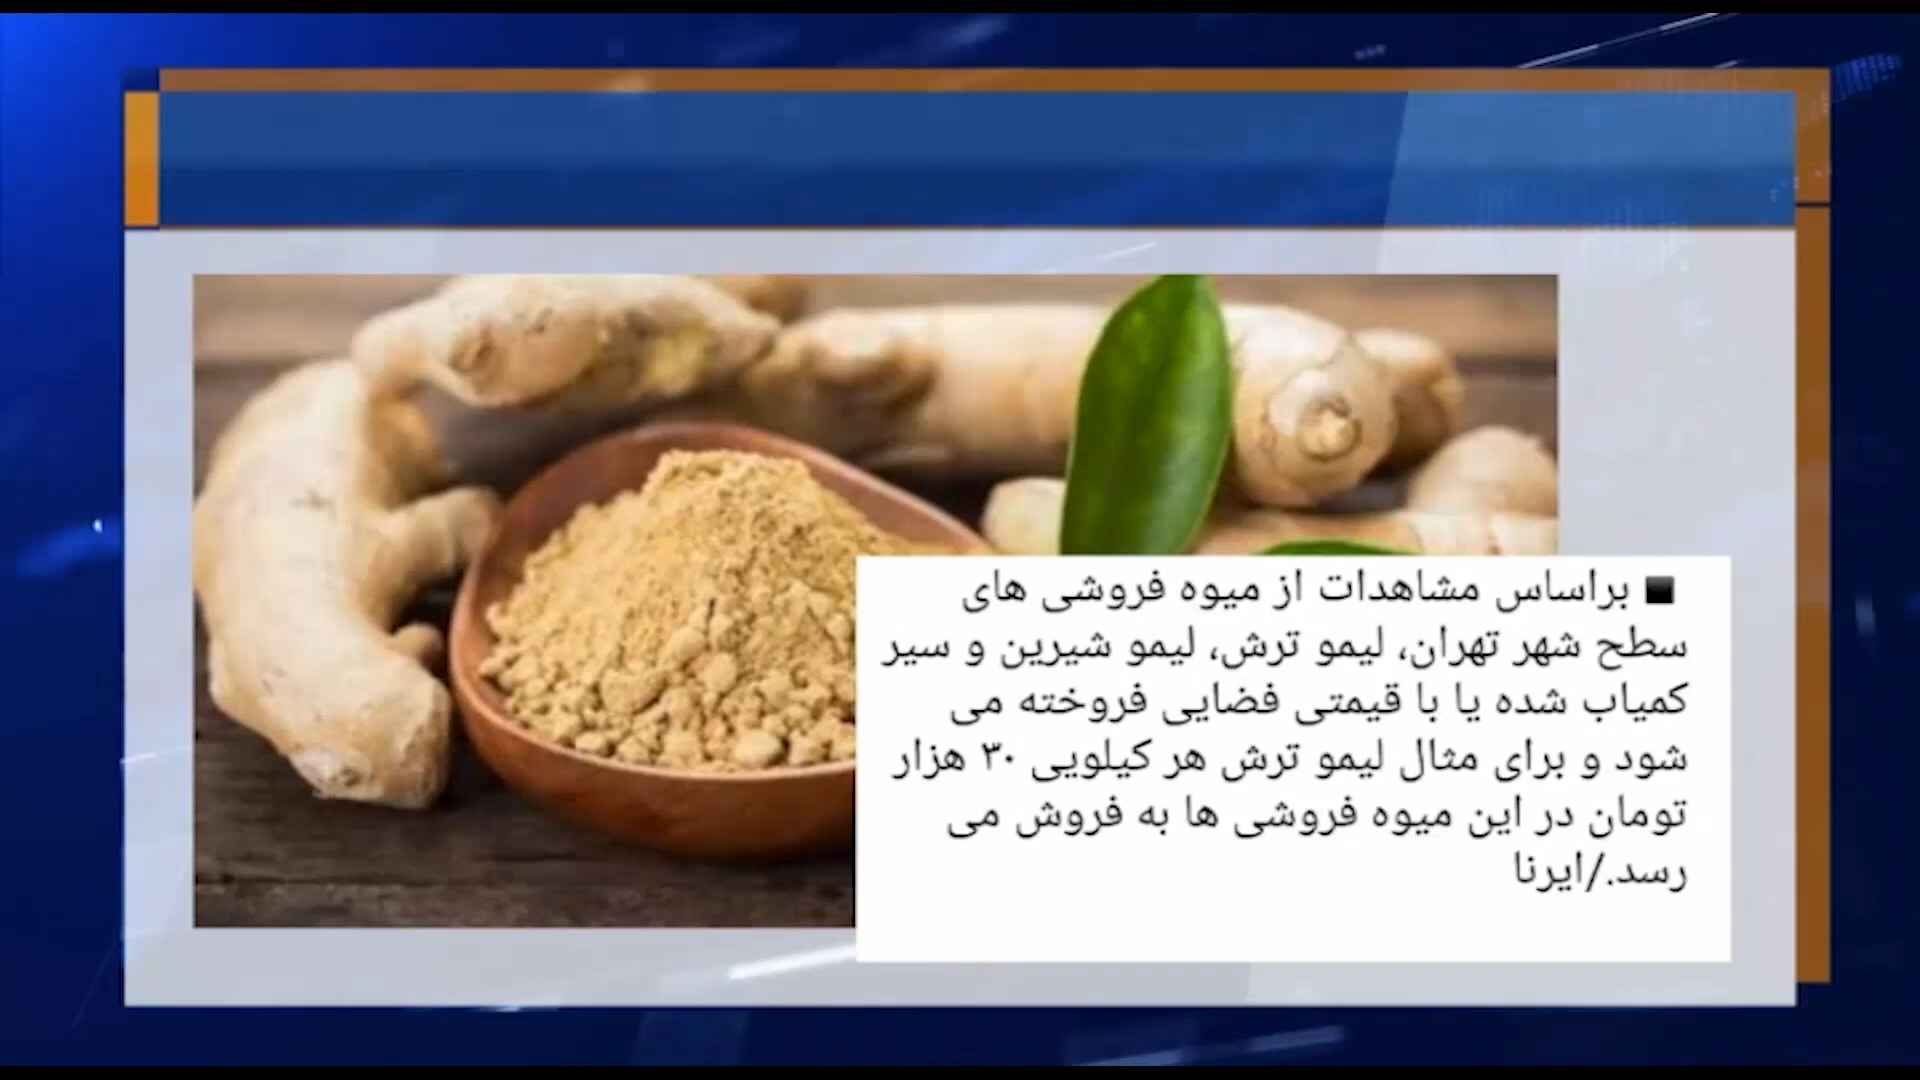 ◾ براساس مشاهدات از میوه فروشی های
سطح شهر تهران، لیمو ترش، لیمو شیرین و سیر
کمیاب شده یا با قیمتی فضایی فروخته می
شود و برای مثال لیمو ترش هر کیلویی ۳۰ هزار
تومان در این میوه فروشی ها به فروش می
رسد./ایرنا